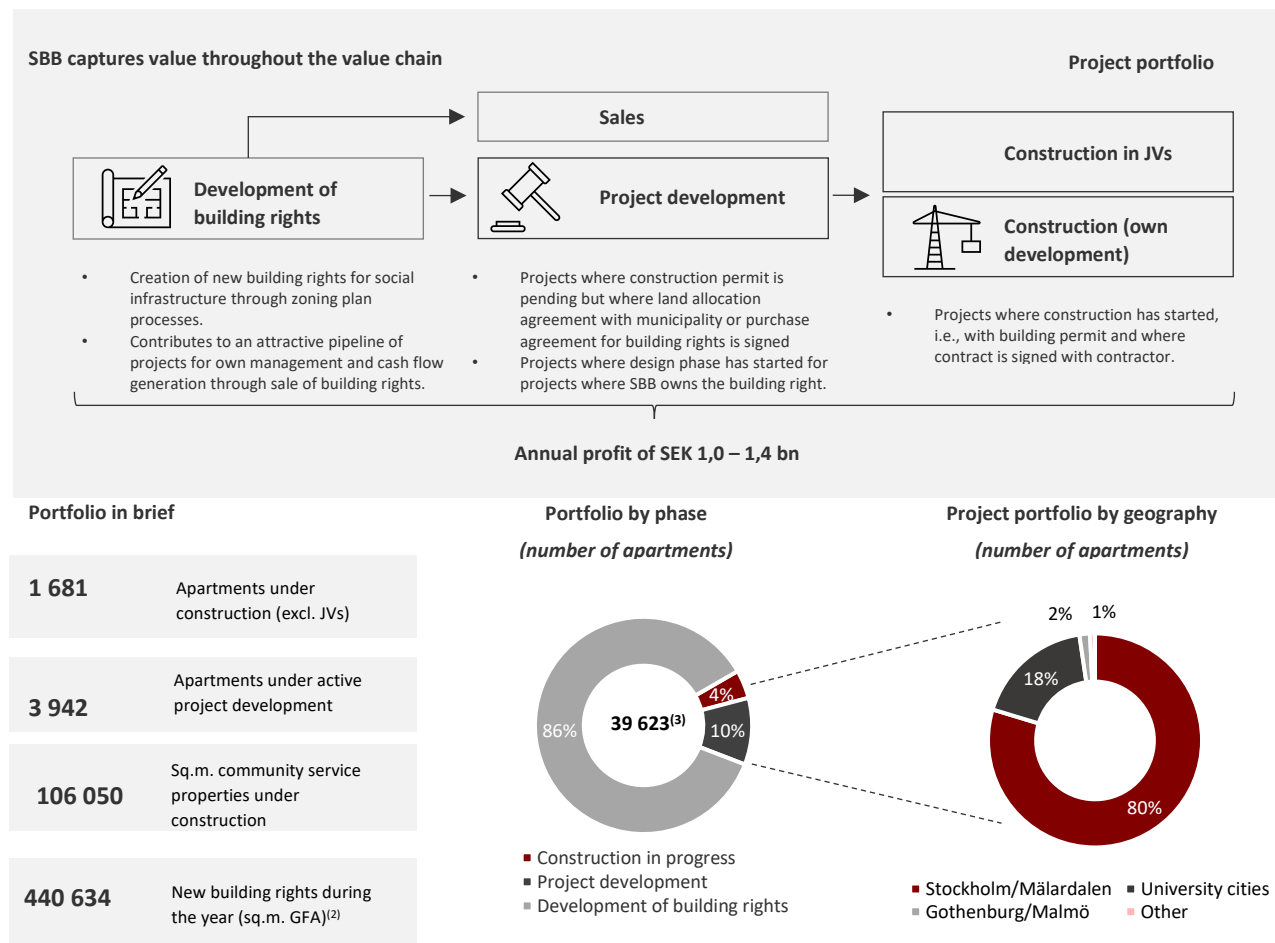 SBB captures value throughout the value chain
Project portfolio
Sales
Development of
building rights
Project development
Construction in JVs
Construction (own
development)
• Creation of new building rights for social
infrastructure through zoning plan
processes.
• Contributes to an attractive pipeline of
projects for own management and cash flow
generation through sale of building rights.
• Projects where construction permit is
pending but where land allocation
agreement with municipality or purchase
agreement for building rights is signed
• Projects where design phase has started for
projects where SBB owns the building right.
• Projects where construction has started,
i.e., with building permit and where
contract is signed with contractor.
Annual profit of SEK 1,0 – 1,4 bn
Portfolio in brief
1 681
Apartments under
construction (excl. JVs)
3 942
Apartments under active
project development
106 050
Sq.m. community service
properties under
construction
440 634
New building rights during
the year (sq.m. GFA)(2)
Portfolio by phase
(number of apartments)
4%
10%
86%
39 623(3)
Construction in progress
Project development
Development of building rights
Project portfolio by geography
(number of apartments)
2%
1%
18%
80%
Stockholm/Mälardalen
University cities
Gothenburg/Malmö
Other